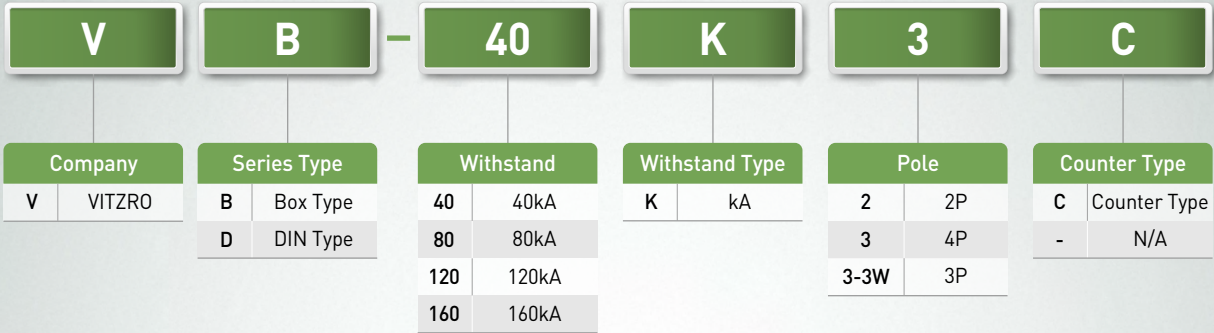 V B – 40 K 3 C
Company Series Type Withstand Withstand Type Pole Counter Type
V VITZRO B Box Type 40 40kA K kA 2 2P C Counter Type
D DIN Type 80 80kA 3 4P - N/A
120 120kA 3-3W 3P
160 160kA